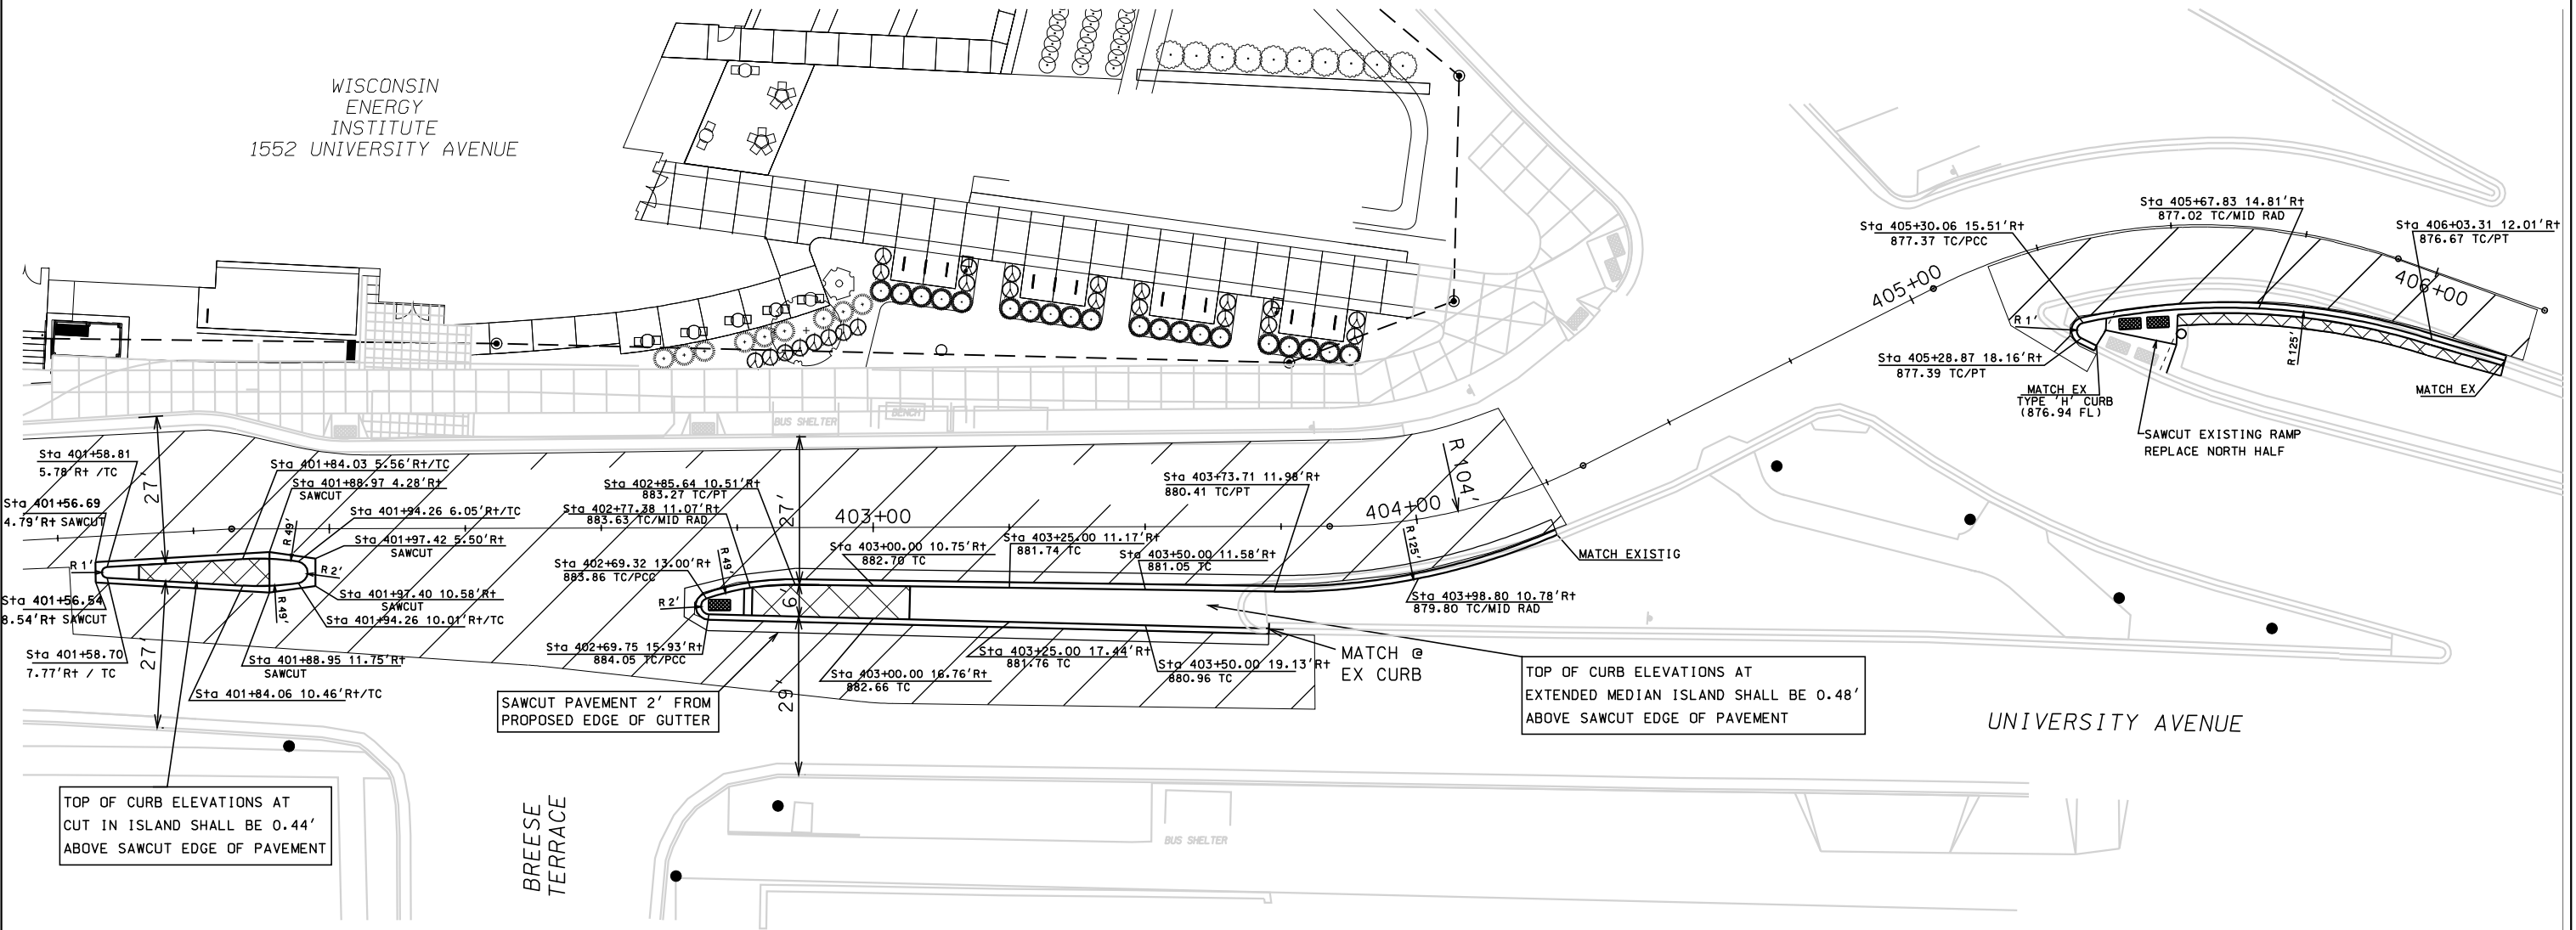 WISCONSIN
ENERGY
INSTITUTE
1552 UNIVERSITY AVENUE
Sta 405+30.06 15.51'Rt
877.37 TC/PCC
Sta 405+67.83 14.81'Rt
877.02 TC/MID RAD
Sta 406+03.31 12.01'Rt
876.67 TC/PT
405+00
406+00
R 1'
R 125'
Sta 405+28.87 18.16'Rt
877.39 TC/PT
MATCH EX
TYPE 'H' CURB
(876.94 FL)
MATCH EX
SAWCUT EXISTING RAMP
REPLACE NORTH HALF
BUS SHELTER
BENCH
Sta 401+58.81
5.78 Rt /TC
27'
Sta 401+84.03 5.56'Rt/TC
Sta 401+88.97 4.28'Rt
SAWCUT
Sta 401+56.69
4.79'Rt SAWCUT
Sta 401+94.26 6.05'Rt/TC
R 49'
Sta 401+97.42 5.50'Rt
SAWCUT
R 1'
R 2'
Sta 401+97.40 10.58'Rt
SAWCUT
Sta 401+56.54
8.54'Rt SAWCUT
R 49'
Sta 401+94.26 10.01'Rt/TC
Sta 401+58.70
7.77'Rt / TC
27'
Sta 401+88.95 11.75'Rt
SAWCUT
Sta 401+84.06 10.46'Rt/TC
Sta 402+85.64 10.51'Rt
883.27 TC/PT
Sta 402+77.38 11.07'Rt
883.63 TC/MID RAD
27'
403+00
Sta 403+73.71 11.98'Rt
880.41 TC/PT
404+00
R 104'
Sta 403+00.00 10.75'Rt
882.70 TC
Sta 403+25.00 11.17'Rt
881.74 TC
Sta 403+50.00 11.58'Rt
881.05 TC
R 125'
MATCH EXISTIG
Sta 402+69.32 13.00'Rt
883.86 TC/PCC
R 49'
R 2'
6'
Sta 403+98.80 10.78'Rt
879.80 TC/MID RAD
Sta 402+69.75 15.93'Rt
884.05 TC/PCC
Sta 403+25.00 17.44'Rt
881.76 TC
Sta 403+50.00 19.13'Rt
880.96 TC
Sta 403+00.00 16.76'Rt
882.66 TC
29'
MATCH @
EX CURB
SAWCUT PAVEMENT 2' FROM
PROPOSED EDGE OF GUTTER
TOP OF CURB ELEVATIONS AT
EXTENDED MEDIAN ISLAND SHALL BE 0.48'
ABOVE SAWCUT EDGE OF PAVEMENT
UNIVERSITY AVENUE
TOP OF CURB ELEVATIONS AT
CUT IN ISLAND SHALL BE 0.44'
ABOVE SAWCUT EDGE OF PAVEMENT
BREESE
TERRACE
BUS SHELTER